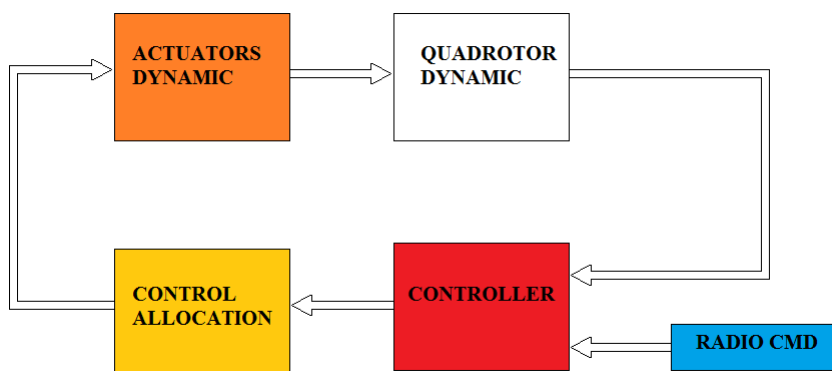 ACTUATORS
DYNAMIC
QUADROTOR
DYNAMIC
CONTROL
ALLOCATION
CONTROLLER
RADIO CMD